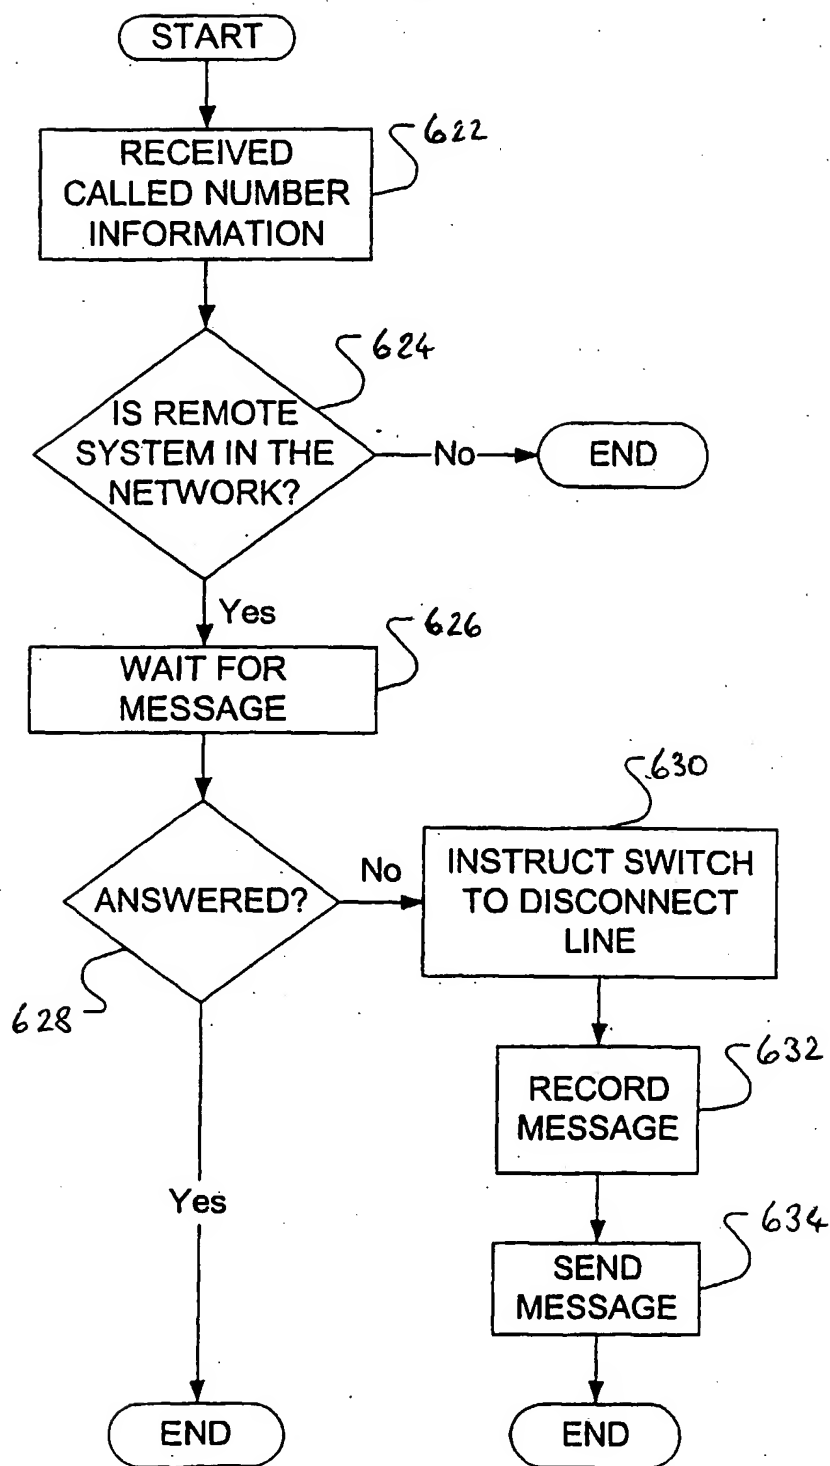 START
RECEIVED
CALLED NUMBER
INFORMATION
622
IS REMOTE
SYSTEM IN THE
NETWORK?
624
No
END
Yes
WAIT FOR
MESSAGE
626
ANSWERED?
628
No
INSTRUCT SWITCH
TO DISCONNECT
LINE
630
RECORD
MESSAGE
632
Yes
SEND
MESSAGE
634
END
END